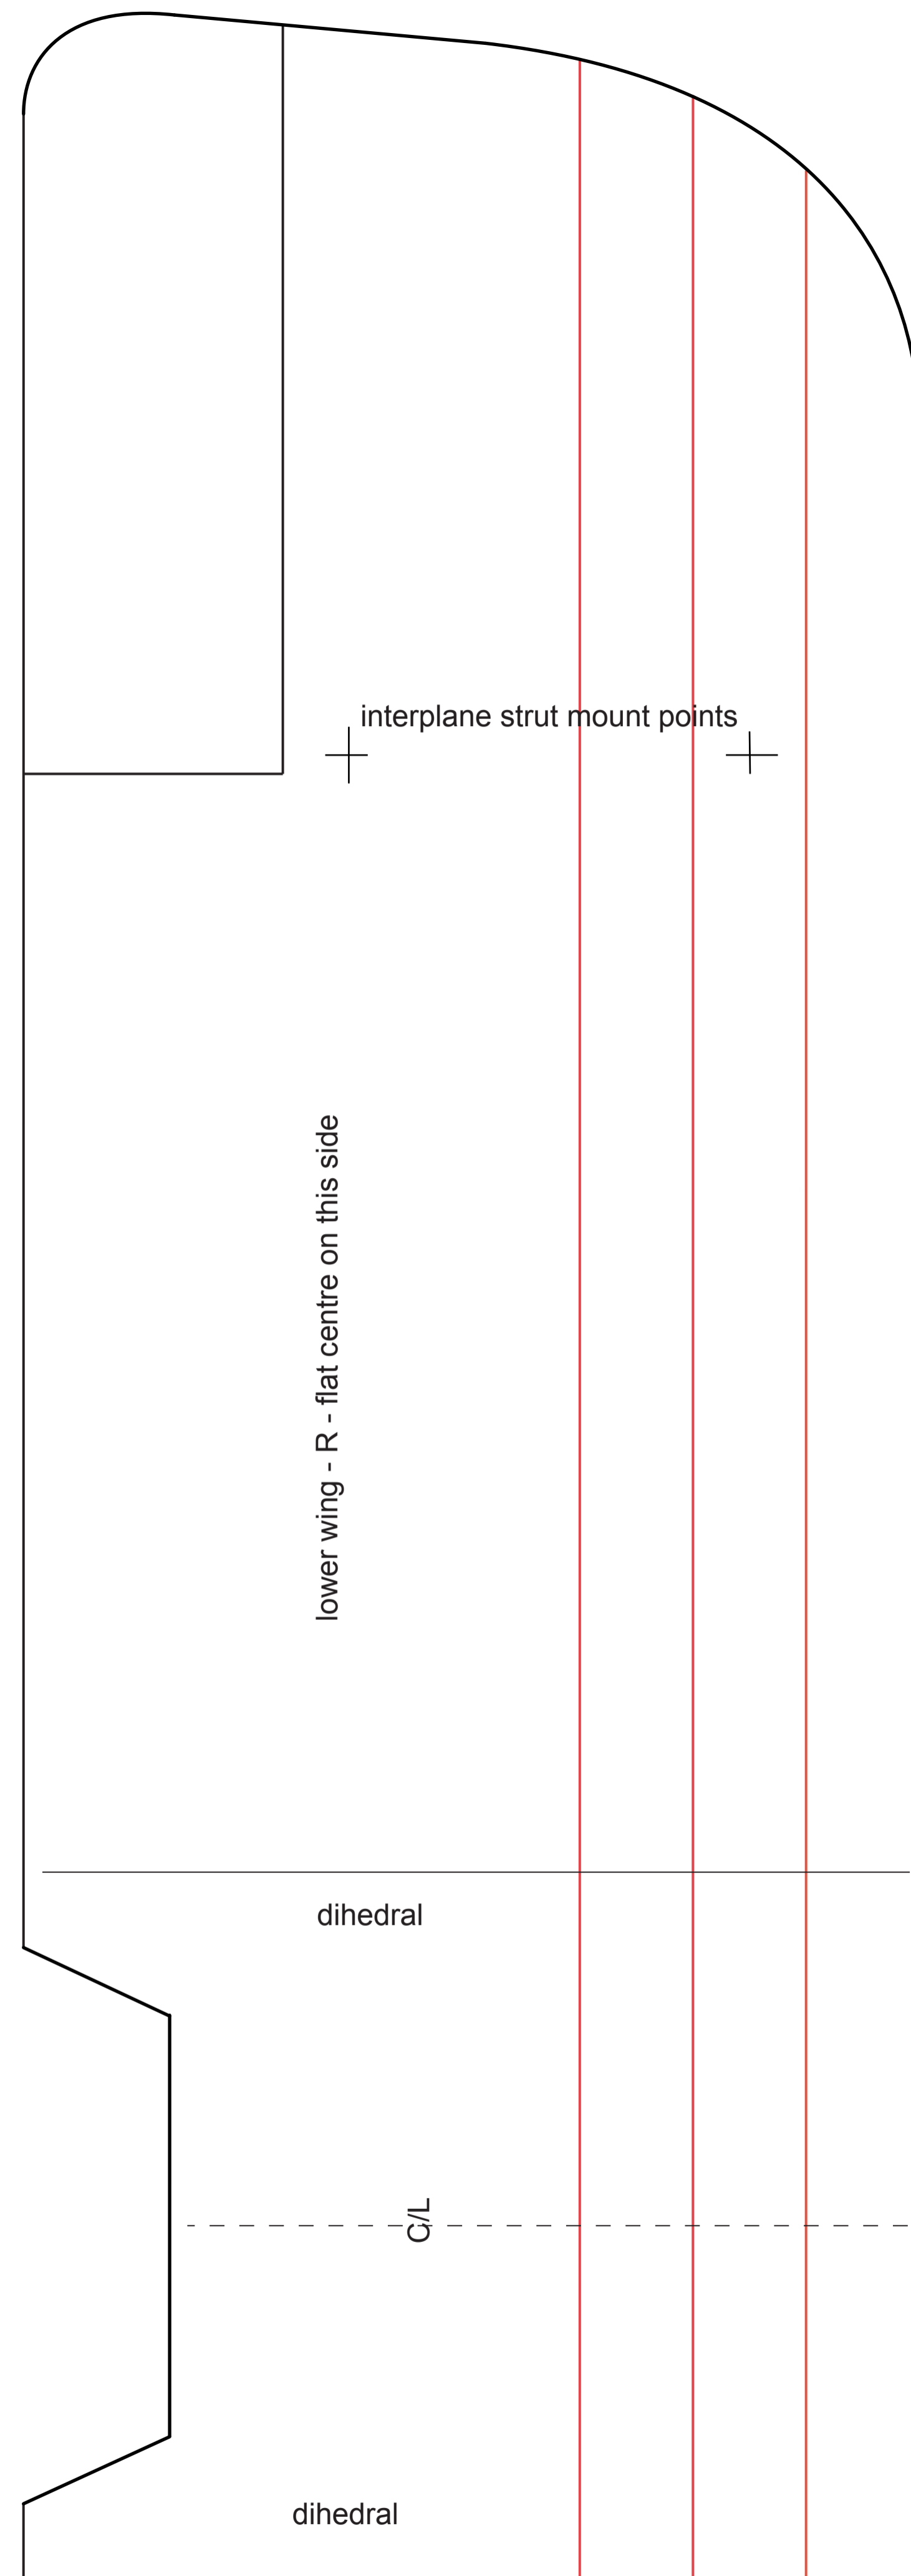 interplane strut mount points
lower wing - R - flat centre on this side
dihedral
C/L
dihedral